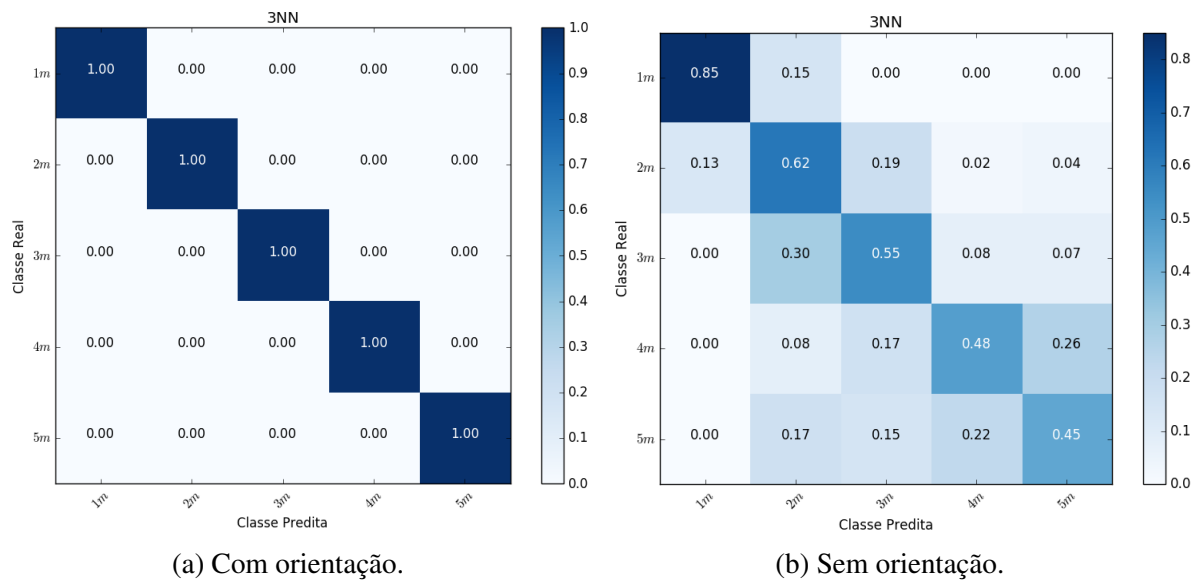 3NN
1m 1.00 0.00 0.00 0.00 0.00
2m 0.00 1.00 0.00 0.00 0.00
3m 0.00 0.00 1.00 0.00 0.00
4m 0.00 0.00 0.00 1.00 0.00
5m 0.00 0.00 0.00 0.00 1.00
1m 2m 3m 4m 5m
Classe Real
Classe Predita
1.0
0.9
0.8
0.7
0.6
0.5
0.4
0.3
0.2
0.1
0.0
(a) Com orientação.
3NN
1m 0.85 0.15 0.00 0.00 0.00
2m 0.13 0.62 0.19 0.02 0.04
3m 0.00 0.30 0.55 0.08 0.07
4m 0.00 0.08 0.17 0.48 0.26
5m 0.00 0.17 0.15 0.22 0.45
1m 2m 3m 4m 5m
Classe Real
Classe Predita
0.8
0.7
0.6
0.5
0.4
0.3
0.2
0.1
0.0
(b) Sem orientação.